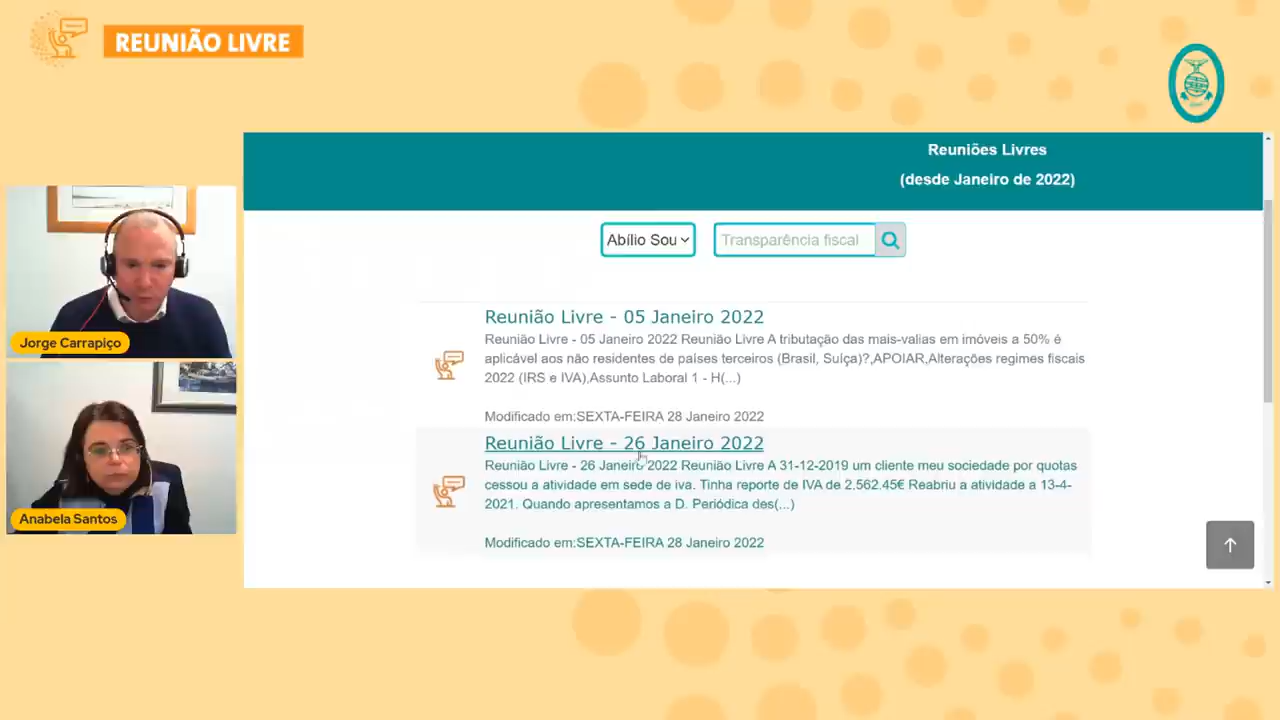 REUNIÃO LIVRE
Reuniões Livres
(desde Janeiro de 2022)
Abílio Sou
Transparência fiscal
Reunião Livre - 05 Janeiro 2022
Reunião Livre - 05 Janeiro 2022 Reunião Livre A tributação das mais-valias em imóveis a 50% é
aplicável aos não residentes de países terceiros (Brasil, Suíça)?,APOIAR,Alterações regimes fiscais
2022 (IRS e IVA),Assunto Laboral 1 - H(...)
Modificado em:SEXTA-FEIRA 28 Janeiro 2022
Reunião Livre - 26 Janeiro 2022
Reunião Livre - 26 Janeiro 2022 Reunião Livre A 31-12-2019 um cliente meu sociedade por quotas
cessou a atividade em sede de iva. Tinha reporte de IVA de 2.562.45€ Reabriu a atividade a 13-4-
2021. Quando apresentamos a D. Periódica des(...)
Modificado em:SEXTA-FEIRA 28 Janeiro 2022
Jorge Carrapiço
Anabela Santos